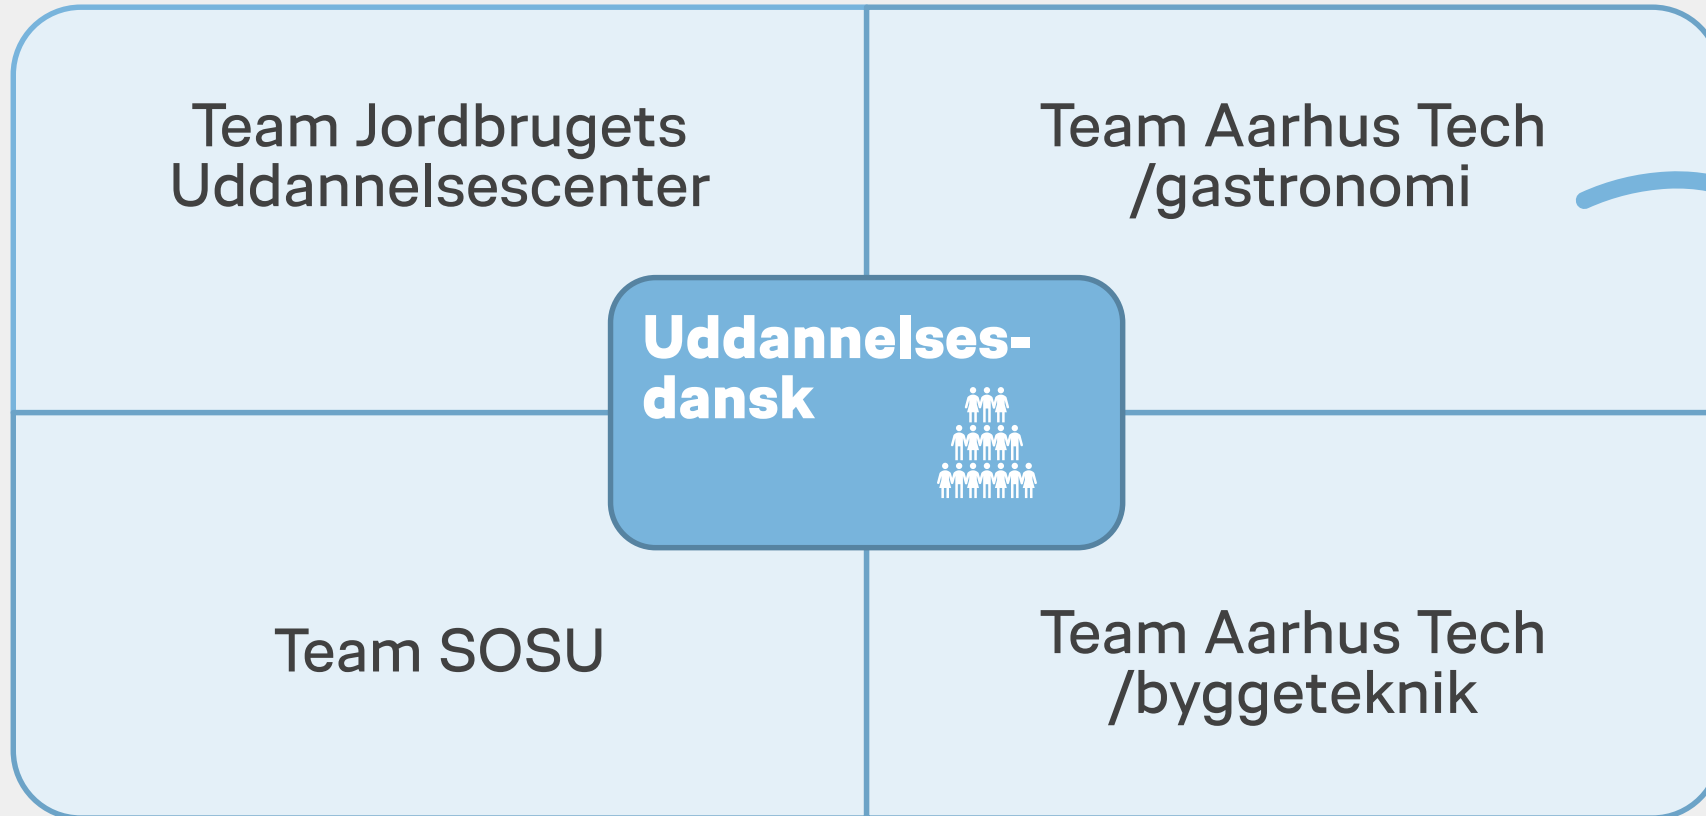 Team Jordbrugets
Uddannelsescenter
Team Aarhus Tech
/gastronomi
Uddannelses-
dansk
Team SOSU
Team Aarhus Tech
/byggeteknik